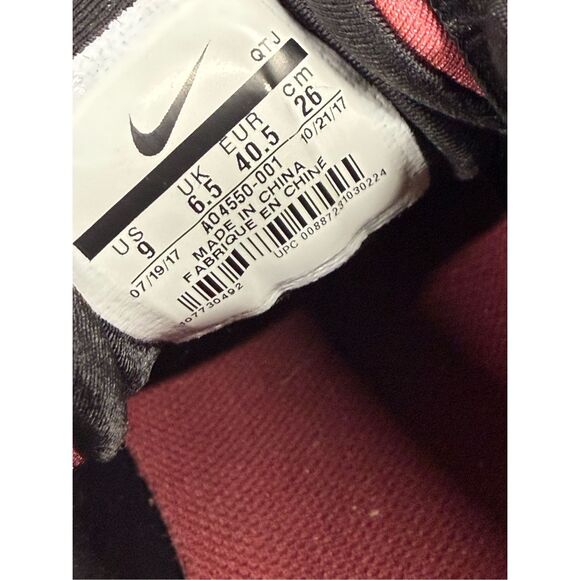 QTJ
US UK EUR cm
9 6.5 40.5 26
07/19/17 AO4550-001 10/21/17
MADE IN CHINA
FABRIQUE EN CHINE
UPC 00887231030224